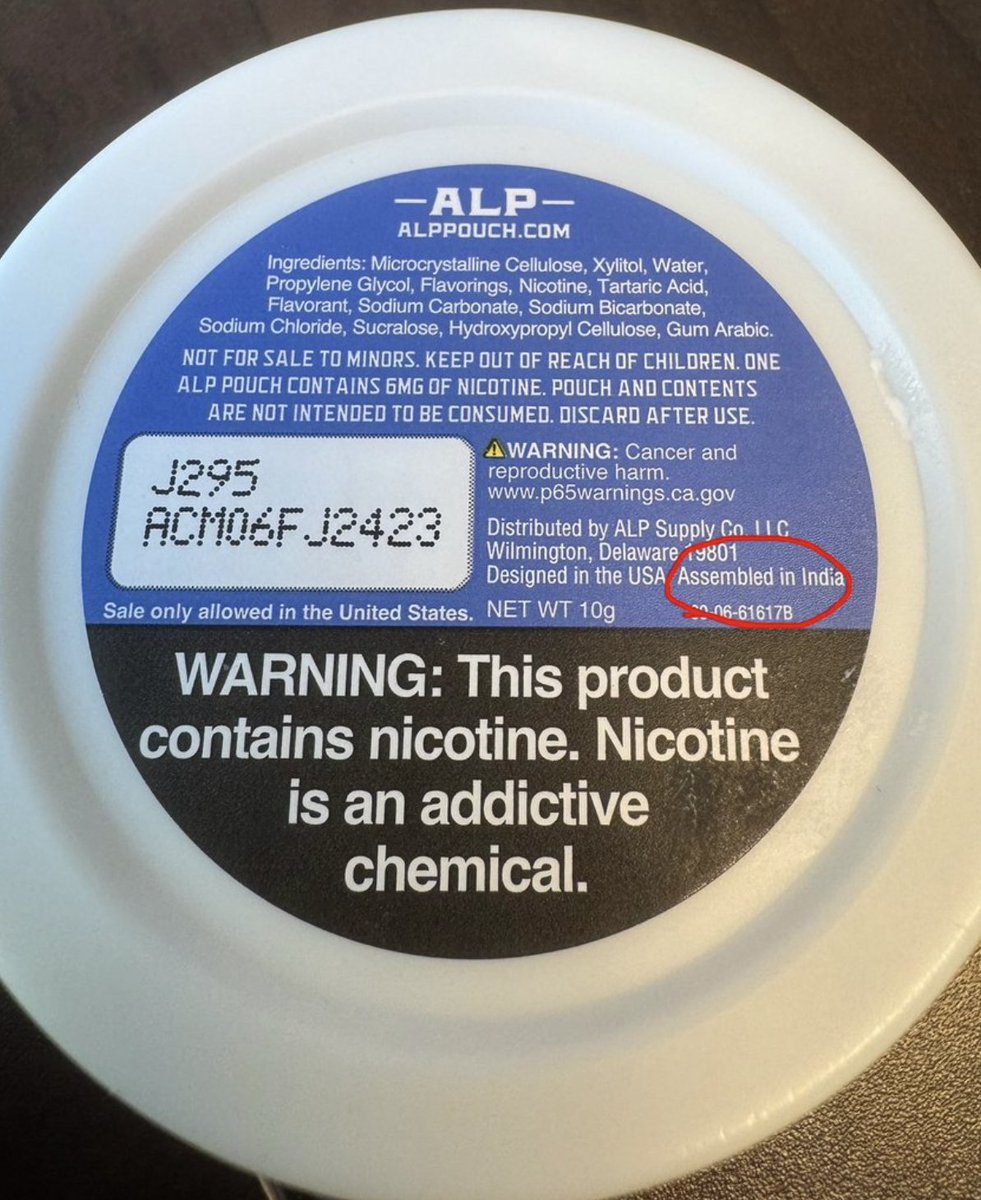 —ALP—
ALPPOUCH.COM
Ingredients: Microcrystalline Cellulose, Xylitol, Water,
Propylene Glycol, Flavorings, Nicotine, Tartaric Acid,
Flavorant, Sodium Carbonate, Sodium Bicarbonate,
Sodium Chloride, Sucralose, Hydroxypropyl Cellulose, Gum Arabic.
NOT FOR SALE TO MINORS. KEEP OUT OF REACH OF CHILDREN. ONE
ALP POUCH CONTAINS 6MG OF NICOTINE. POUCH AND CONTENTS
ARE NOT INTENDED TO BE CONSUMED. DISCARD AFTER USE.
J295
ACM06FJ2423
Sale only allowed in the United States.
⚠WARNING: Cancer and
reproductive harm.
www.p65warnings.ca.gov
Distributed by ALP Supply Co. LLC
Wilmington, Delaware 19801
Designed in the USA Assembled in India
NET WT 10g
06-61617B
WARNING: This product
contains nicotine. Nicotine
is an addictive
chemical.